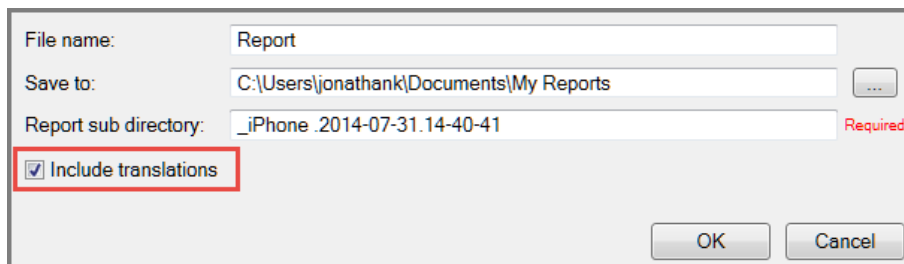 File name: Report
Save to: C:\Users\jonathank\Documents\My Reports ...
Report sub directory: _iPhone .2014-07-31.14-40-41 Required
Include translations
OK Cancel